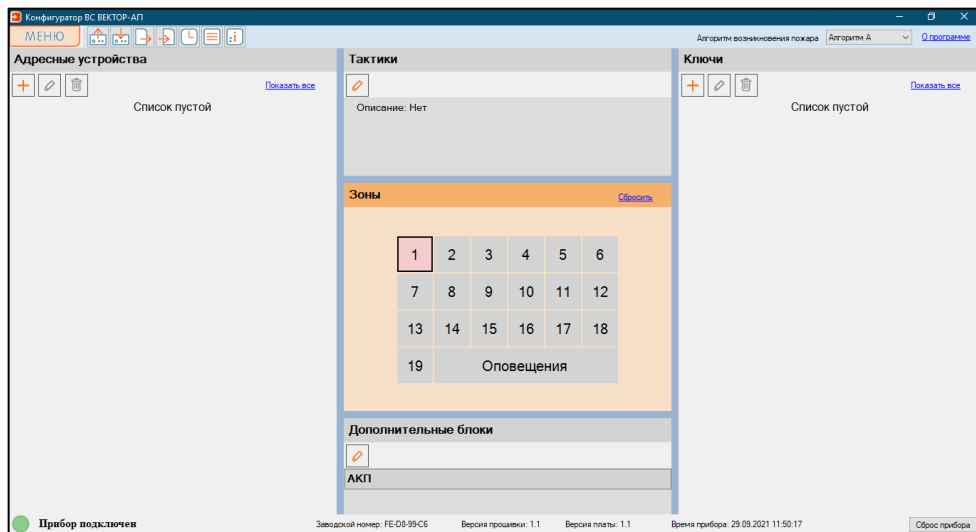 Конфигуратор ВС ВЕКТОР-АП
МЕНЮ
Алгоритм возникновения пожара
Алгоритм А
О программе
Адресные устройства
Показать все
Список пустой
Тактики
Описание: Нет
Зоны
Сбросить
1 2 3 4 5 6
7 8 9 10 11 12
13 14 15 16 17 18
19 Оповещения
Дополнительные блоки
АКП
Ключи
Показать все
Список пустой
Прибор подключен
Заводской номер: FE-D8-99-C6
Версия прошивки: 1.1
Версия платы: 1.1
Время прибора: 29.09.2021 11:50:17
Сброс прибора